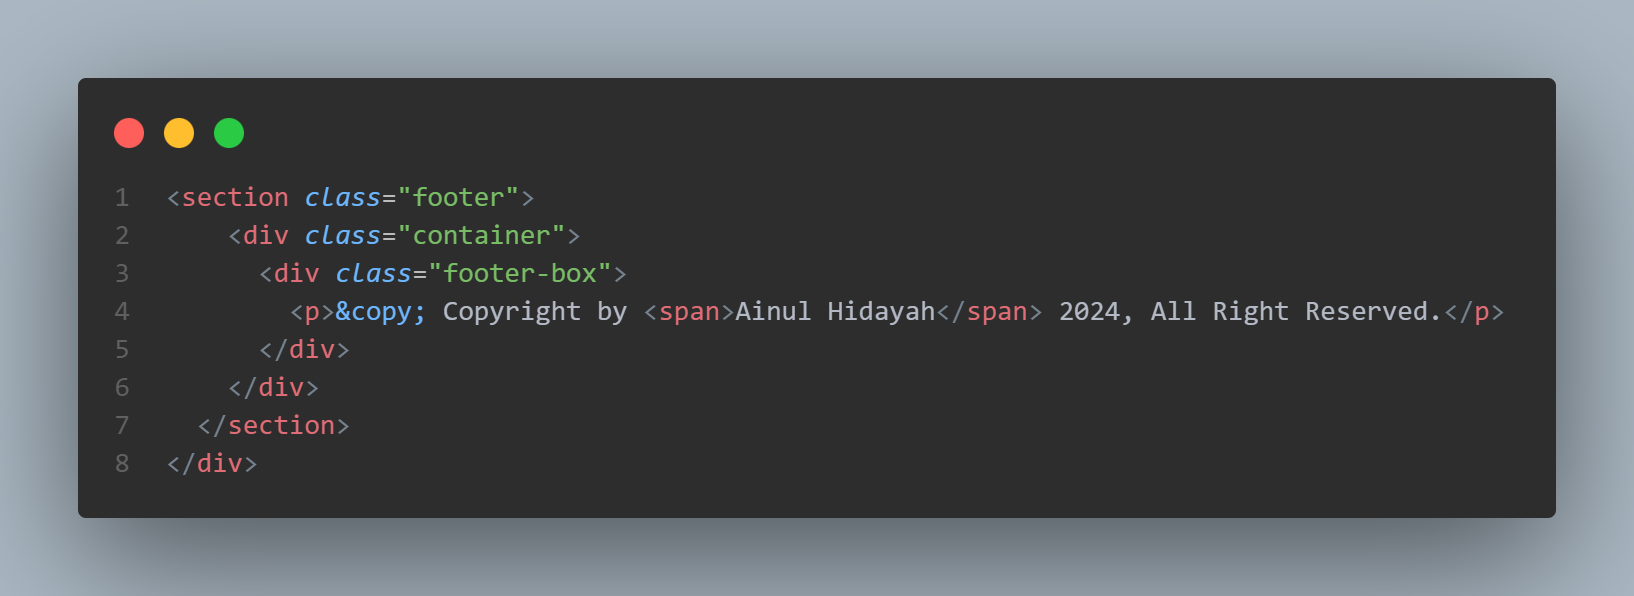 1 <section class="footer">
2     <div class="container">
3       <div class="footer-box">
4         <p>&copy; Copyright by <span>Ainul Hidayah</span> 2024, All Right Reserved.</p>
5       </div>
6     </div>
7   </section>
8 </div>